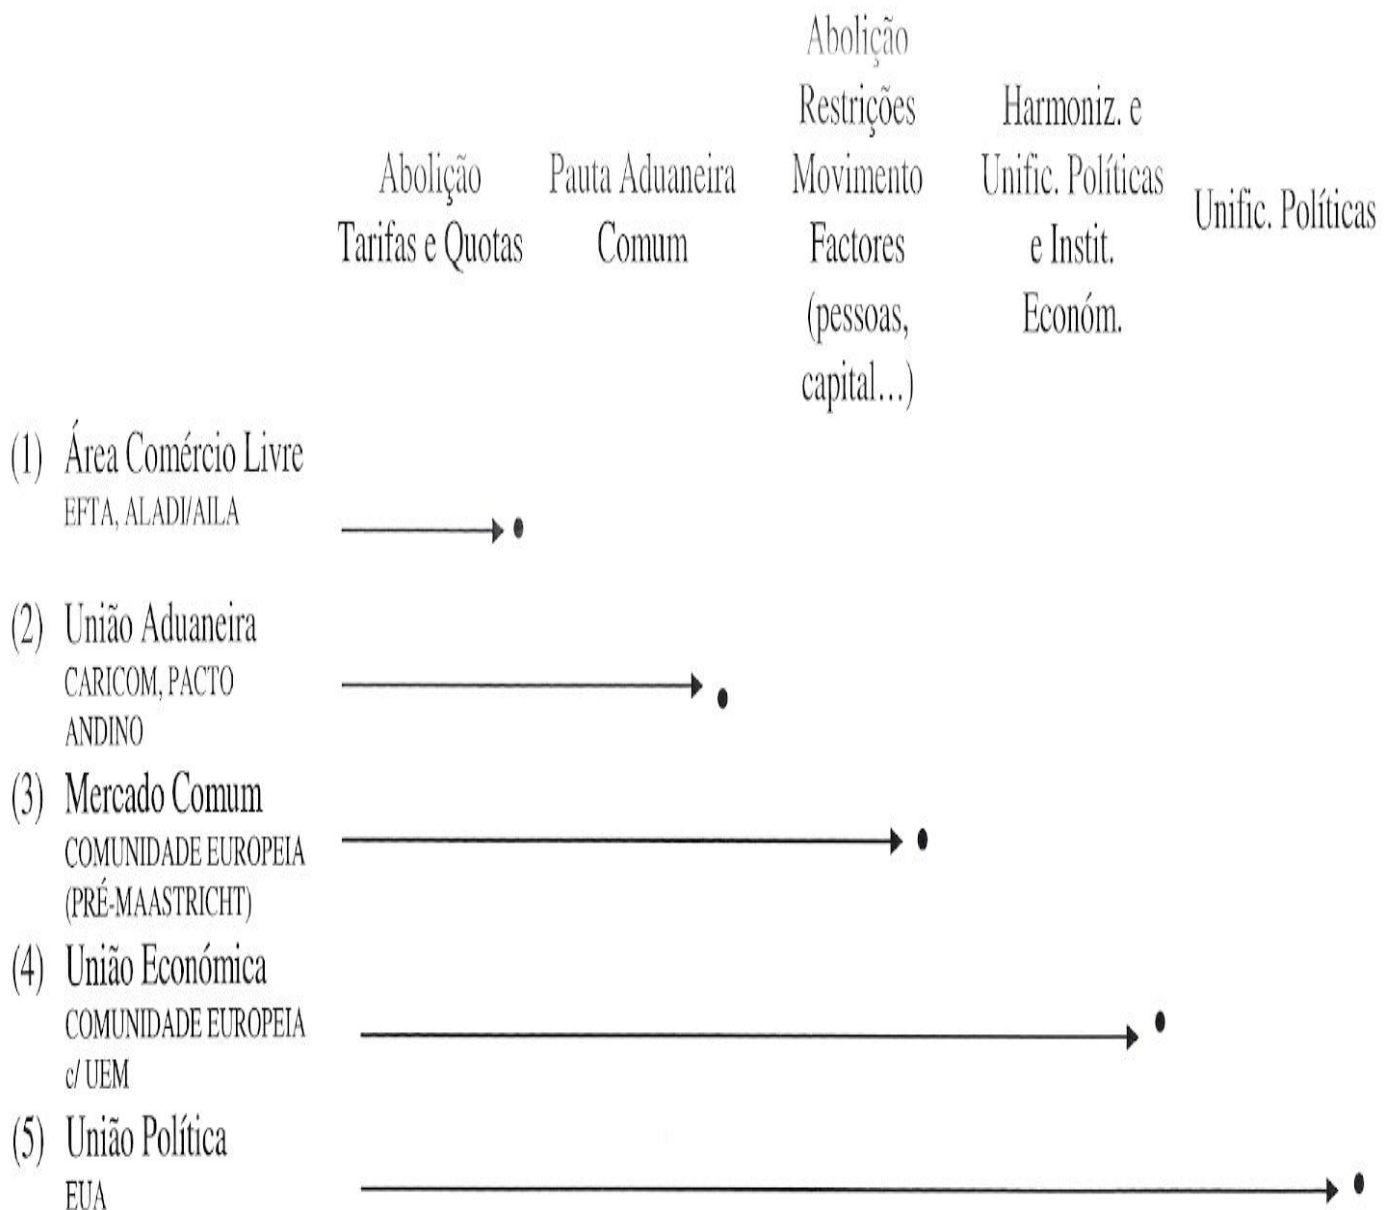 Abolição
Tarifas e Quotas
Pauta Aduaneira
Comum
Abolição
Restrições
Movimento
Factores
(pessoas,
capital...)
Harmoniz. e
Unific. Políticas
e Instit.
Económ.
Unific. Políticas
(1) Área Comércio Livre
EFTA, ALADI/AILA
(2) União Aduaneira
CARICOM, PACTO
ANDINO
(3) Mercado Comum
COMUNIDADE EUROPEIA
(PRÉ-MAASTRICHT)
(4) União Económica
COMUNIDADE EUROPEIA
c/ UEM
(5) União Política
EUA